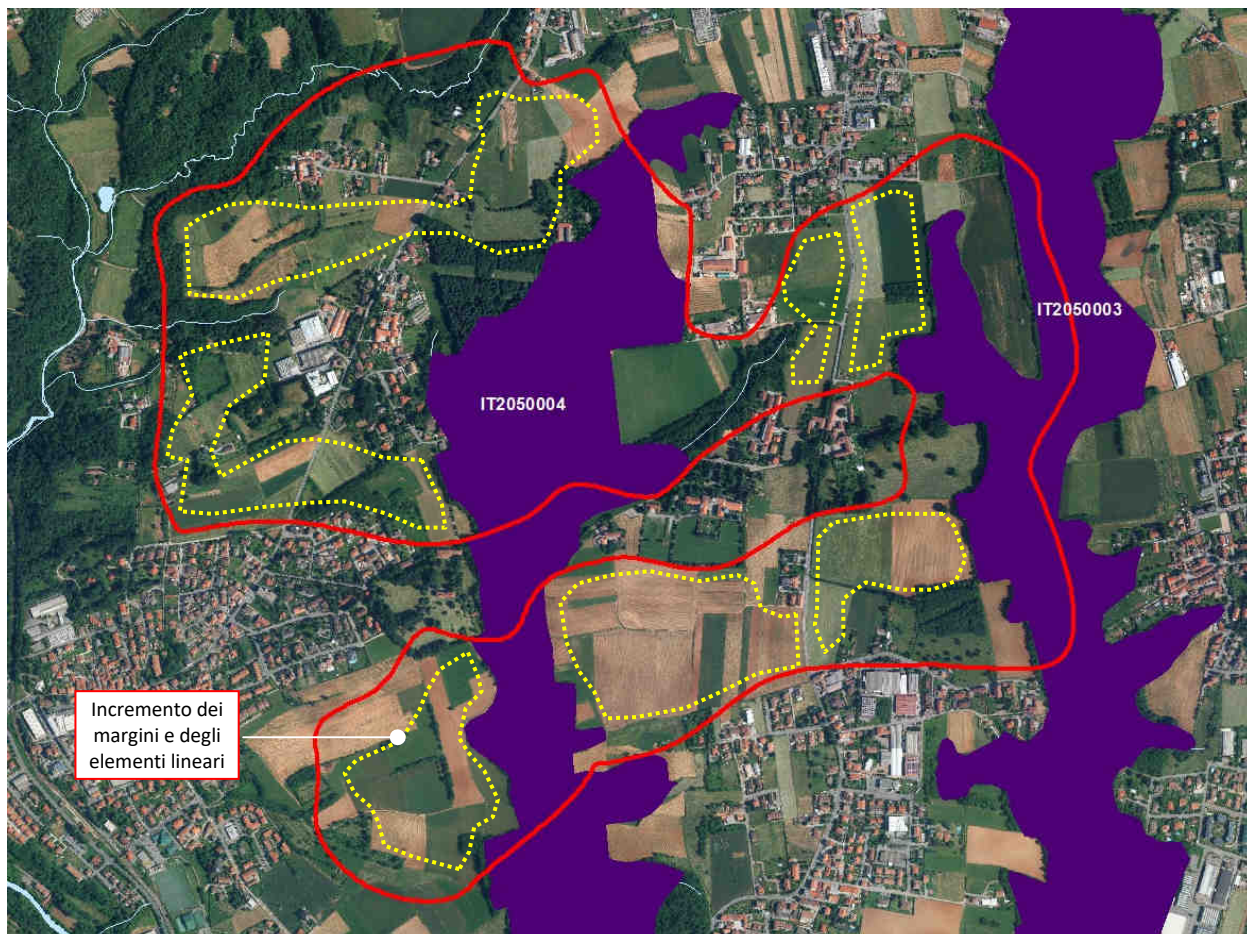 IT2050003
IT2050004
Incremento dei
margini e degli
elementi lineari